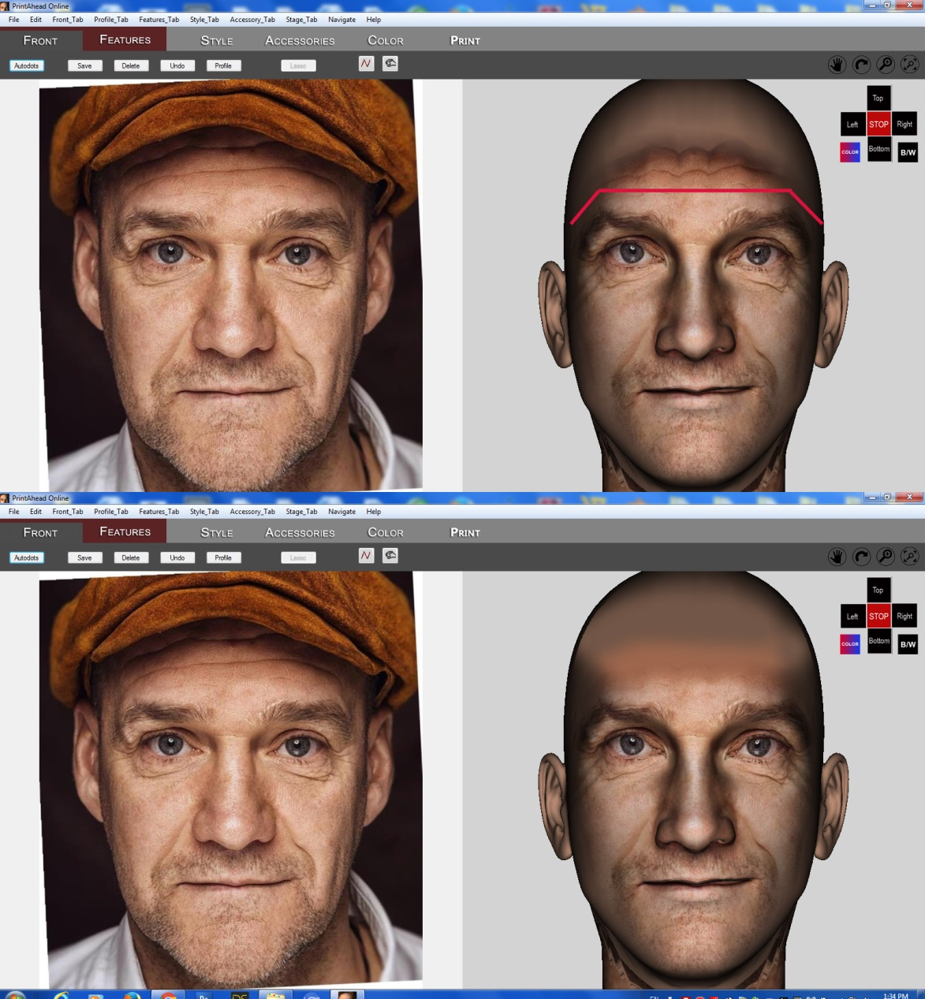 PrintAhead Online
File Edit Front_Tab Profile_Tab Features_Tab Style_Tab Accessory_Tab Stage_Tab Navigate Help
FRONT FEATURES STYLE ACCESSORIES COLOR PRINT
Autodots Save Delete Undo Profile Lasso
Top
Left STOP Right
COLOR Bottom B/W
PrintAhead Online
File Edit Front_Tab Profile_Tab Features_Tab Style_Tab Accessory_Tab Stage_Tab Navigate Help
FRONT FEATURES STYLE ACCESSORIES COLOR PRINT
Autodots Save Delete Undo Profile Lasso
Top
Left STOP Right
COLOR Bottom B/W
EN 1:34 PM